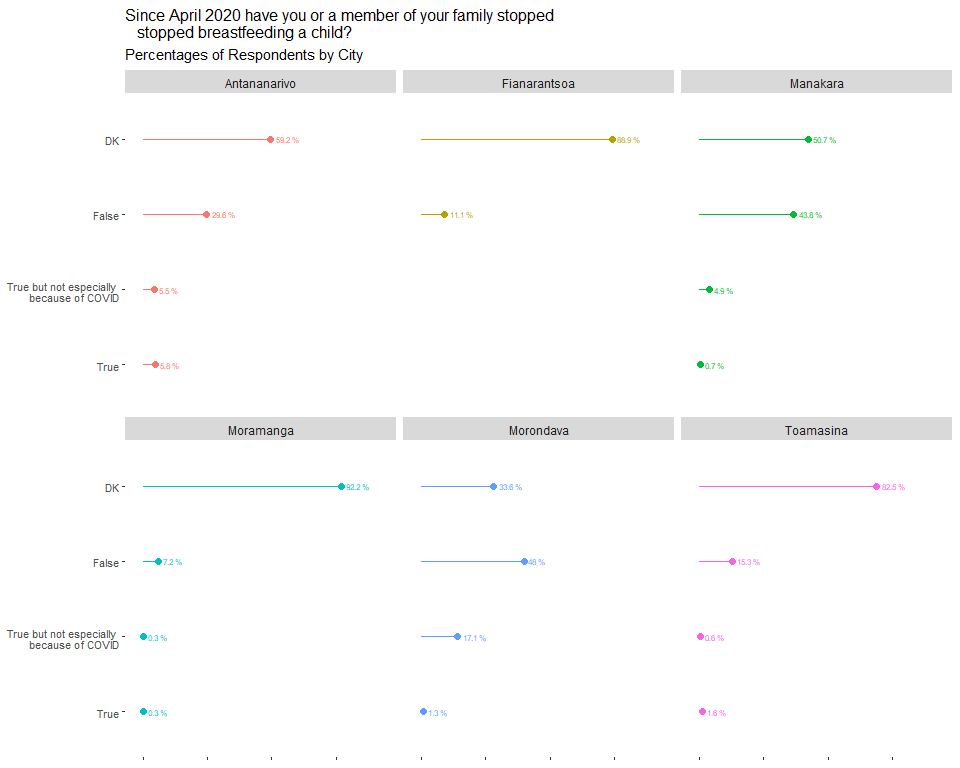 Since April 2020 have you or a member of your family stopped
stopped breastfeeding a child?
Percentages of Respondents by City
Antananarivo
Fianarantsoa
Manakara
DK
59.2 %
88.9 %
50.7 %
False
29.6 %
11.1 %
43.8 %
True but not especially
because of COVID
5.5 %
4.9 %
True
5.8 %
0.7 %
Moramanga
Morondava
Toamasina
DK
92.2 %
33.6 %
82.5 %
False
7.2 %
48 %
15.3 %
True but not especially
because of COVID
0.3 %
17.1 %
0.6 %
True
0.3 %
1.3 %
1.6 %